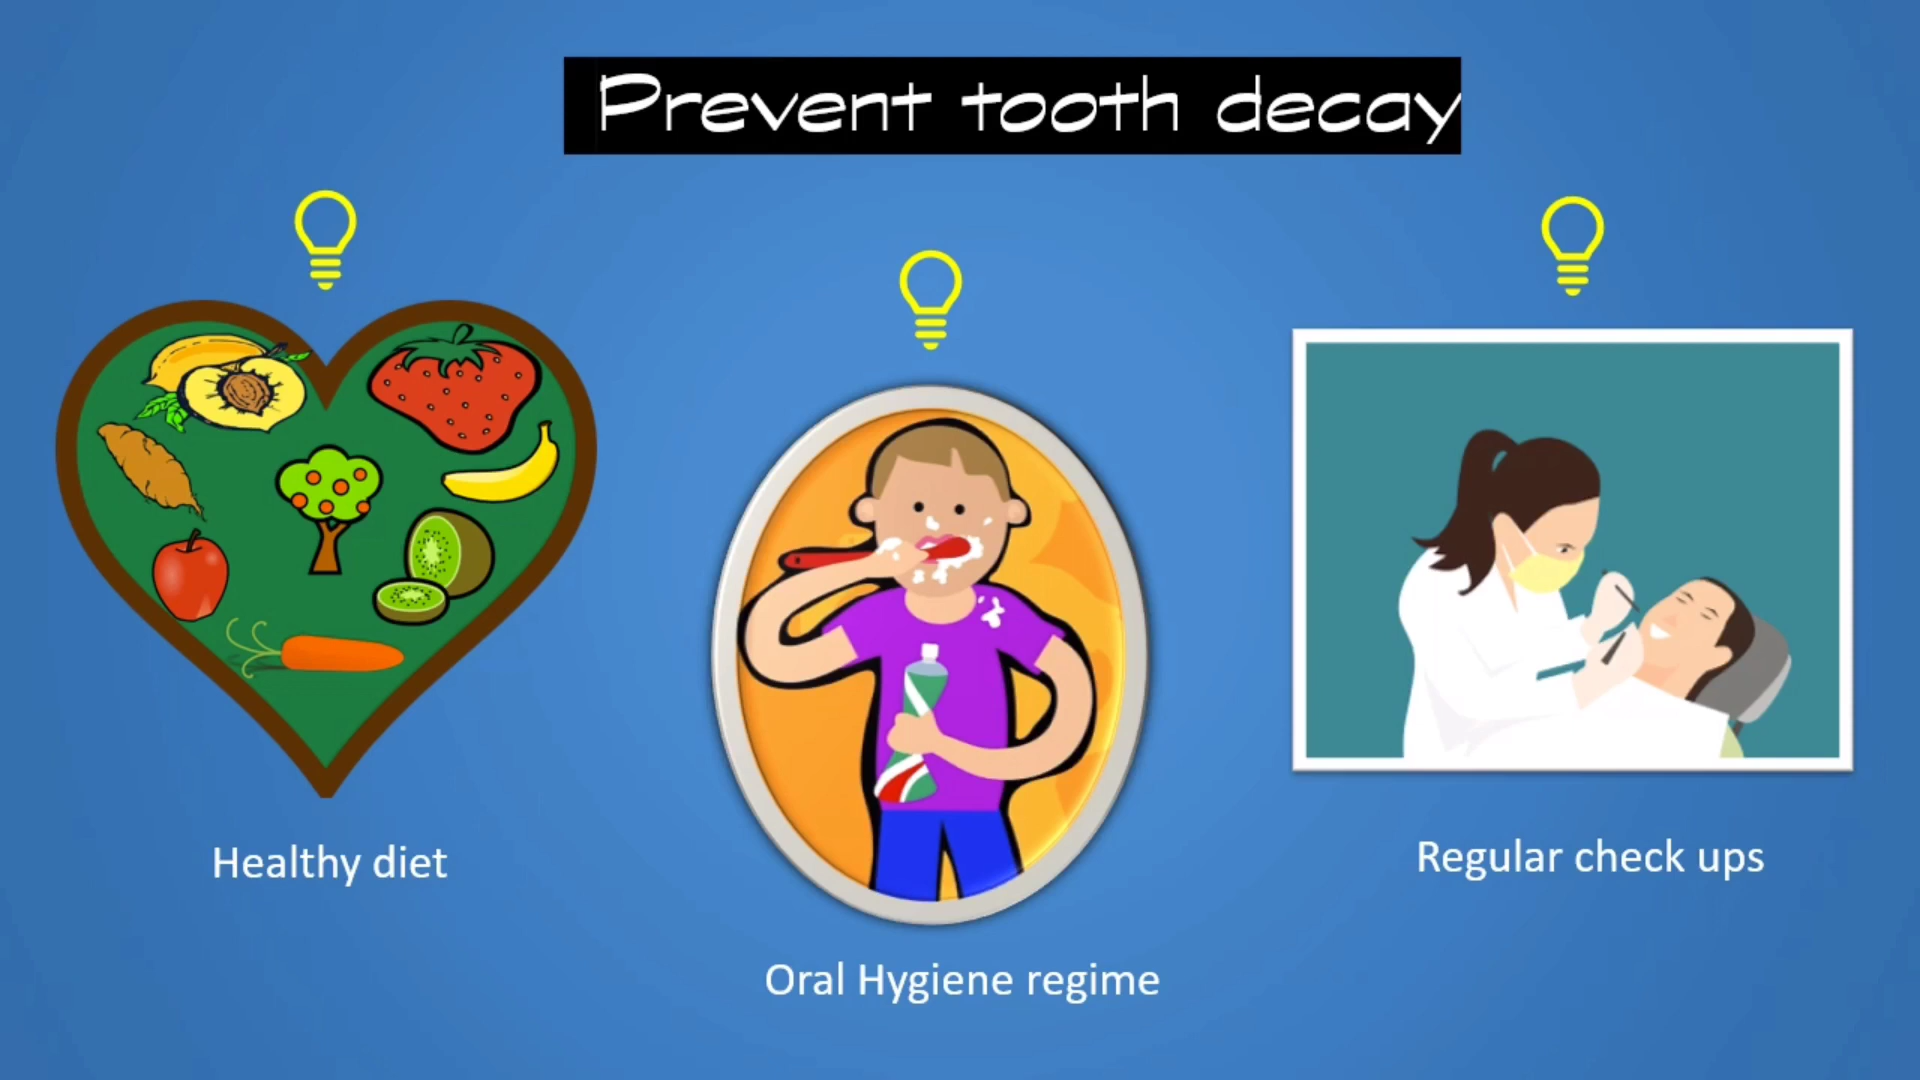 Prevent tooth decay
Healthy diet
Oral Hygiene regime
Regular check ups